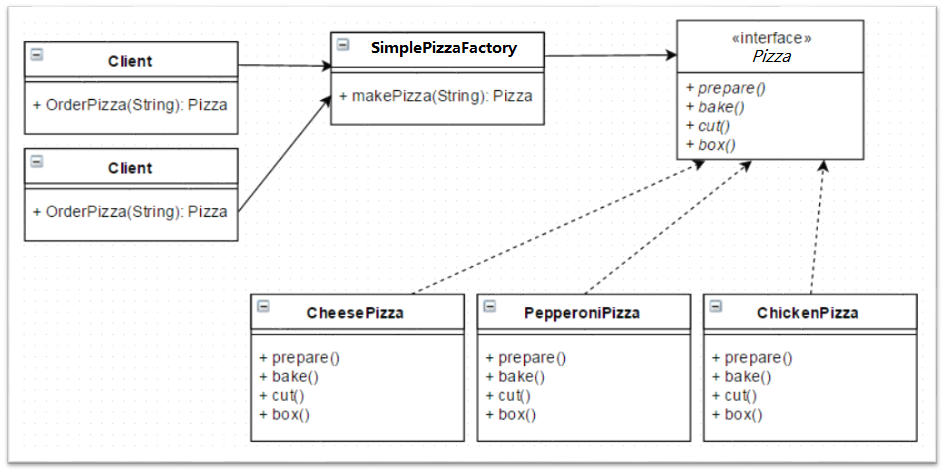 Client
+ OrderPizza(String): Pizza
Client
+ OrderPizza(String): Pizza
SimplePizzaFactory
+ makePizza(String): Pizza
«interface»
Pizza
+ prepare()
+ bake()
+ cut()
+ box()
CheesePizza
+ prepare()
+ bake()
+ cut()
+ box()
PepperoniPizza
+ prepare()
+ bake()
+ cut()
+ box()
ChickenPizza
+ prepare()
+ bake()
+ cut()
+ box()